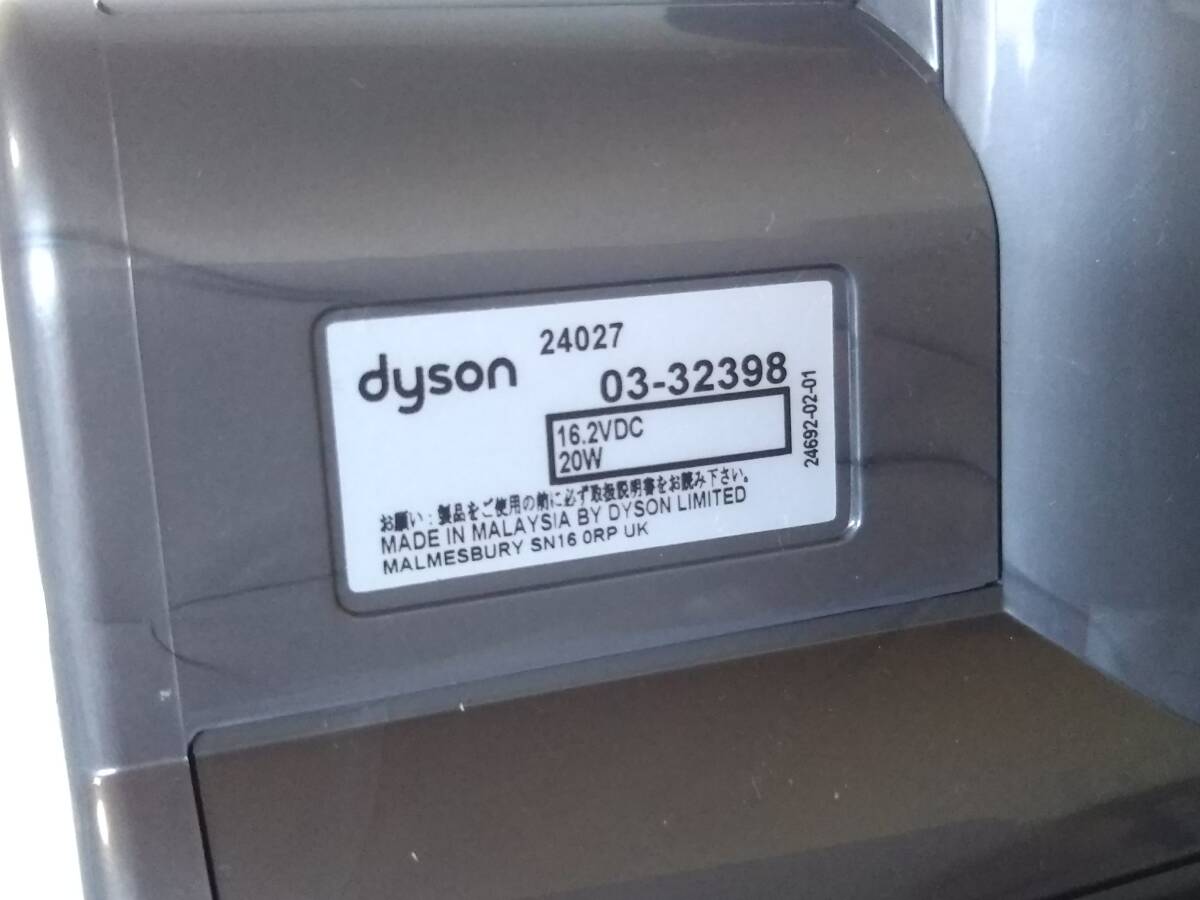 dyson
24027
03-32398
16.2VDC
20W
24692-02-01
お願い：製品をご使用の前に必ず取扱説明書をお読み下さい。
MADE IN MALAYSIA BY DYSON LIMITED
MALMESBURY SN16 0RP UK